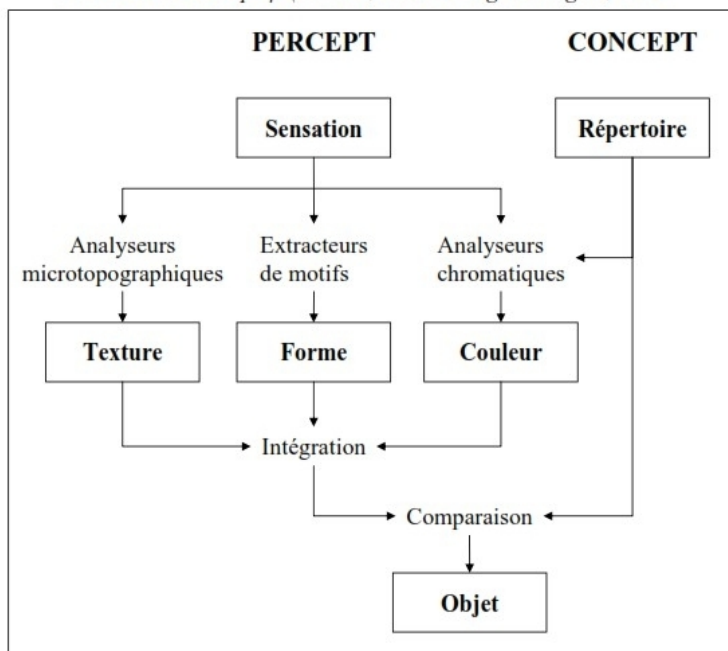 PERCEPT CONCEPT
Sensation Répertoire
Analyseurs Extracteurs Analyseurs
microtopographiques de motifs chromatiques
Texture Forme Couleur
Intégration
Comparaison
Objet